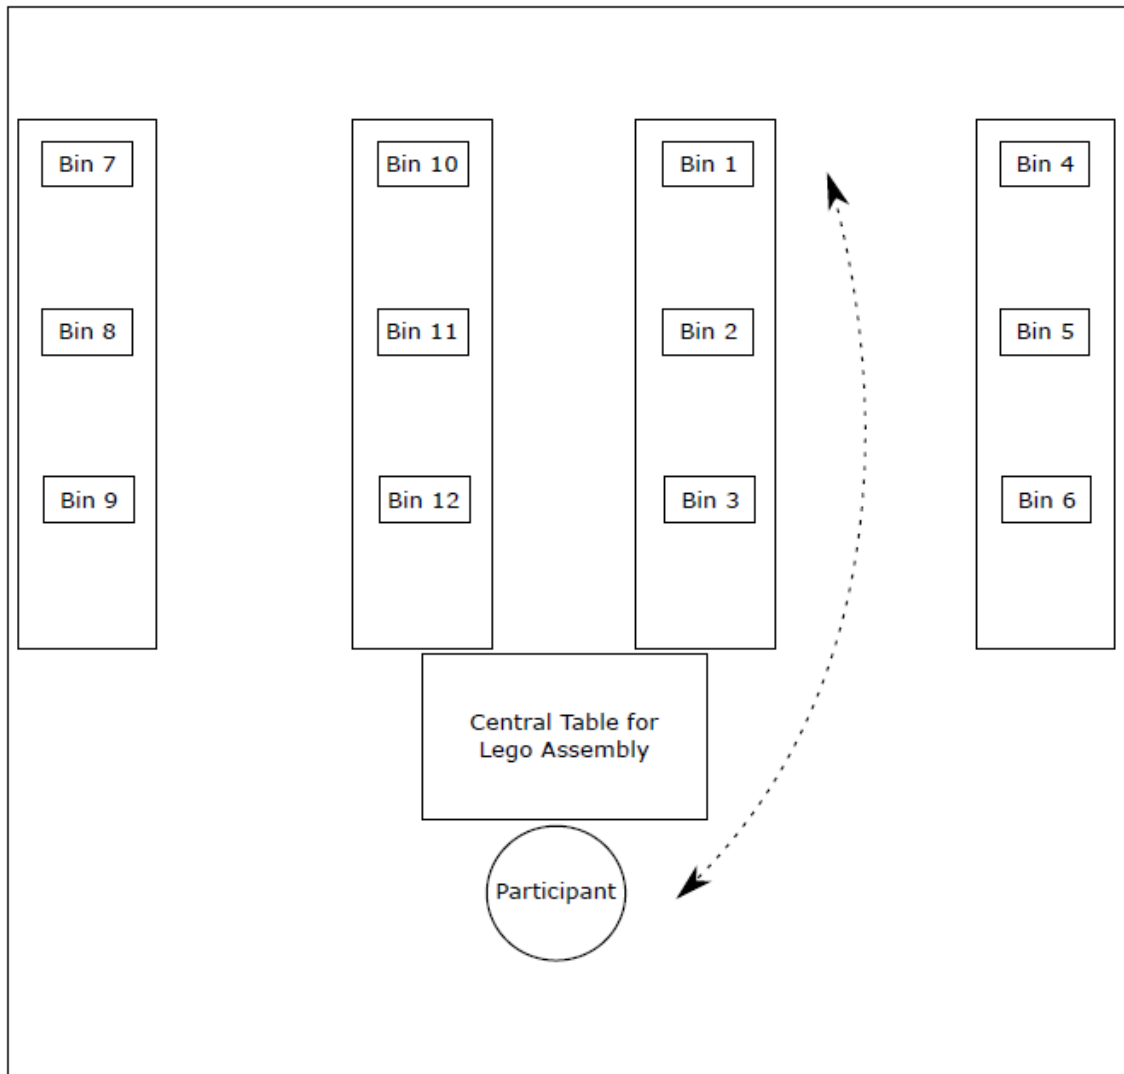 Bin 7
Bin 10
Bin 1
Bin 4
Bin 8
Bin 11
Bin 2
Bin 5
Bin 9
Bin 12
Bin 3
Bin 6
Central Table for
Lego Assembly
Participant